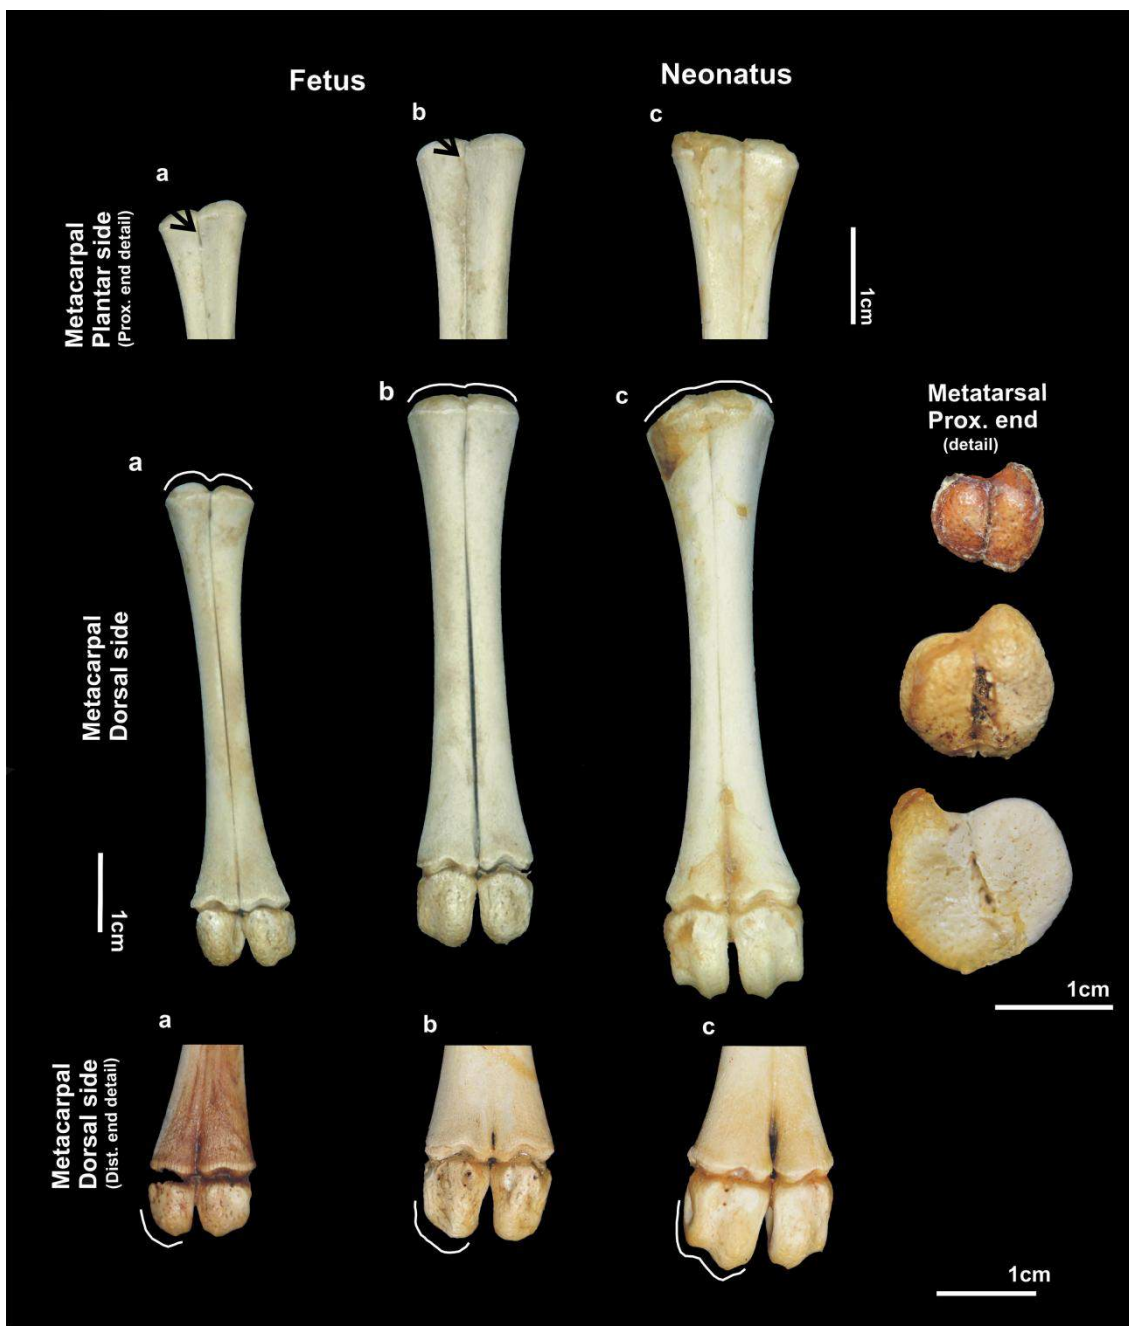 Fetus
Neonatus
a
b
c
Metacarpal
Plantar side
(Prox. end detail)
1cm
a
b
c
Metacarpal
Dorsal side
1cm
Metatarsal
Prox. end
(detail)
1cm
a
b
c
Metacarpal
Dorsal side
(Dist. end detail)
1cm